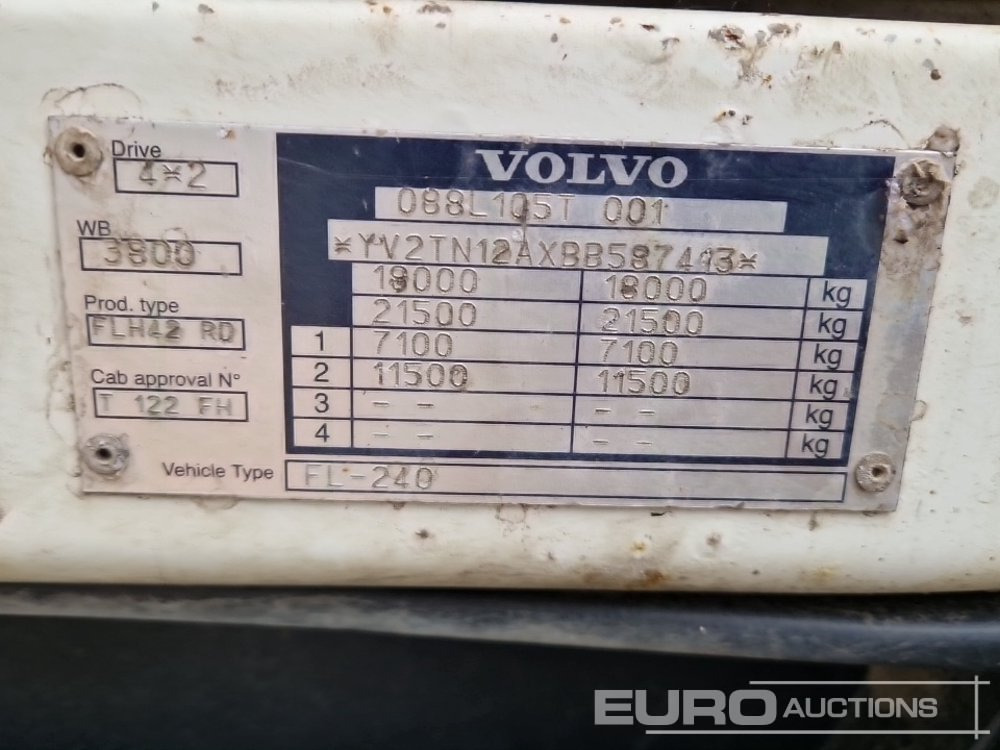 VOLVO
088L105T 001
*YV2TN12AXBB587413*
18000 18000 kg
21500 21500 kg
1 7100 7100 kg
2 11500 11500 kg
3 - - - - kg
4 - - - - kg
Drive
4*2
WB
3800
Prod. type
FLH42 RD
Cab approval N°
T 122 FH
Vehicle Type FL-240
EURO AUCTIONS